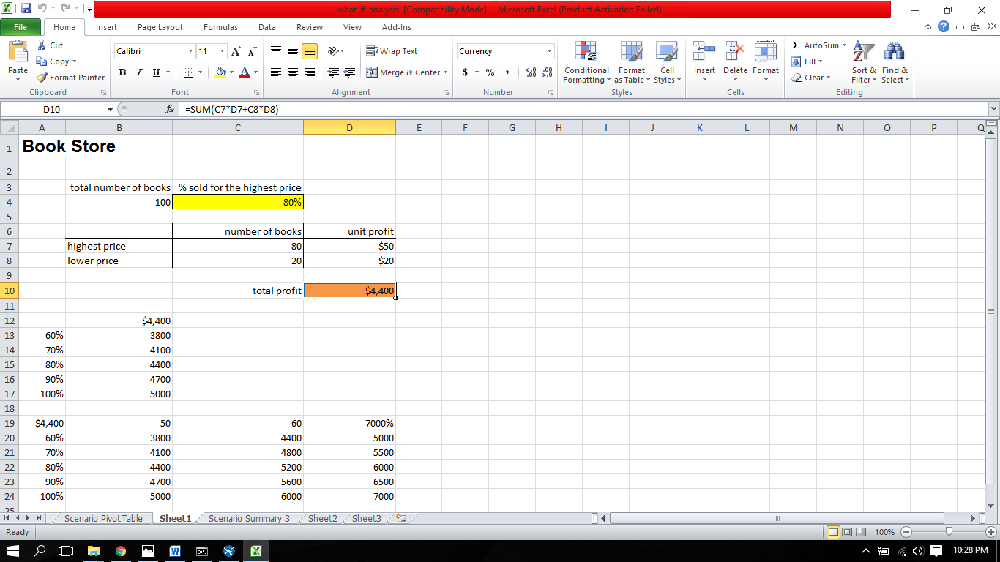 what-if-analysis [Compatibility Mode] - Microsoft Excel (Product Activation Failed)
File Home Insert Page Layout Formulas Data Review View Add-Ins
Paste Cut Calibri 11 Wrap Text Currency Conditional Formatting Format as Table Cell Styles Insert Delete Format Σ AutoSum Sort & Filter Find & Select
Copy Fill
Format Painter B I U A Merge & Center $ % , Clear
Clipboard Font Alignment Number Styles Cells Editing
D10 fx =SUM(C7*D7+C8*D8)
A B C D E F G H I J K L M N O P Q
1 Book Store
2
3 total number of books % sold for the highest price
4 100 80%
5
6 number of books unit profit
7 highest price 80 $50
8 lower price 20 $20
9
10 total profit $4,400
11
12 $4,400
13 60% 3800
14 70% 4100
15 80% 4400
16 90% 4700
17 100% 5000
18
19 $4,400 50 60 7000%
20 60% 3800 4400 5000
21 70% 4100 4800 5500
22 80% 4400 5200 6000
23 90% 4700 5600 6500
24 100% 5000 6000 7000
25
Scenario PivotTable Sheet1 Scenario Summary 3 Sheet2 Sheet3
Ready 100%
10:28 PM